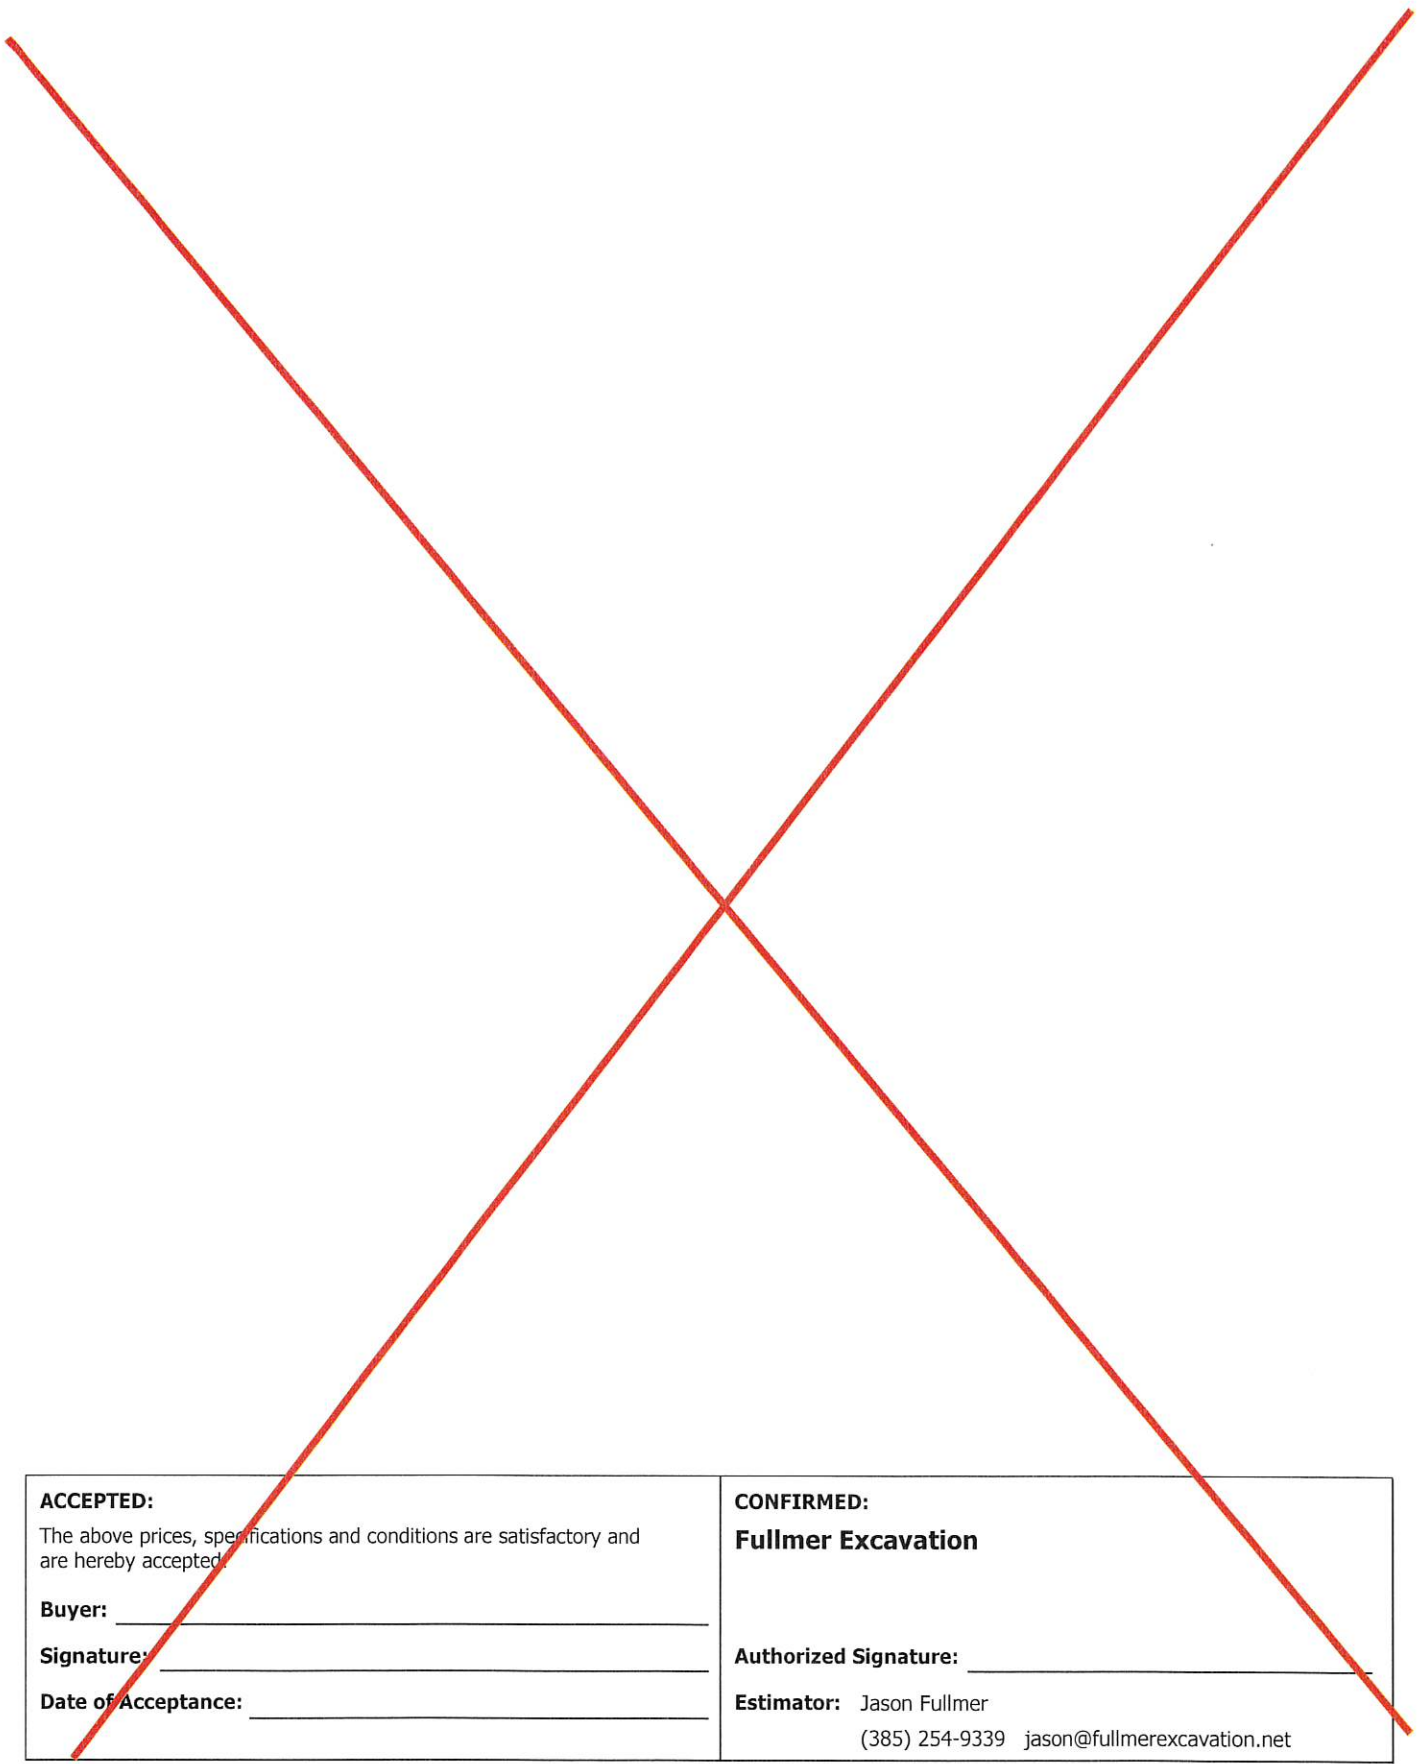 ACCEPTED:
The above prices, specifications and conditions are satisfactory and
are hereby accepted.
Buyer:
Signature:
Date of Acceptance:
CONFIRMED:
Fullmer Excavation
Authorized Signature:
Estimator: Jason Fullmer
(385) 254-9339 jason@fullmerexcavation.net